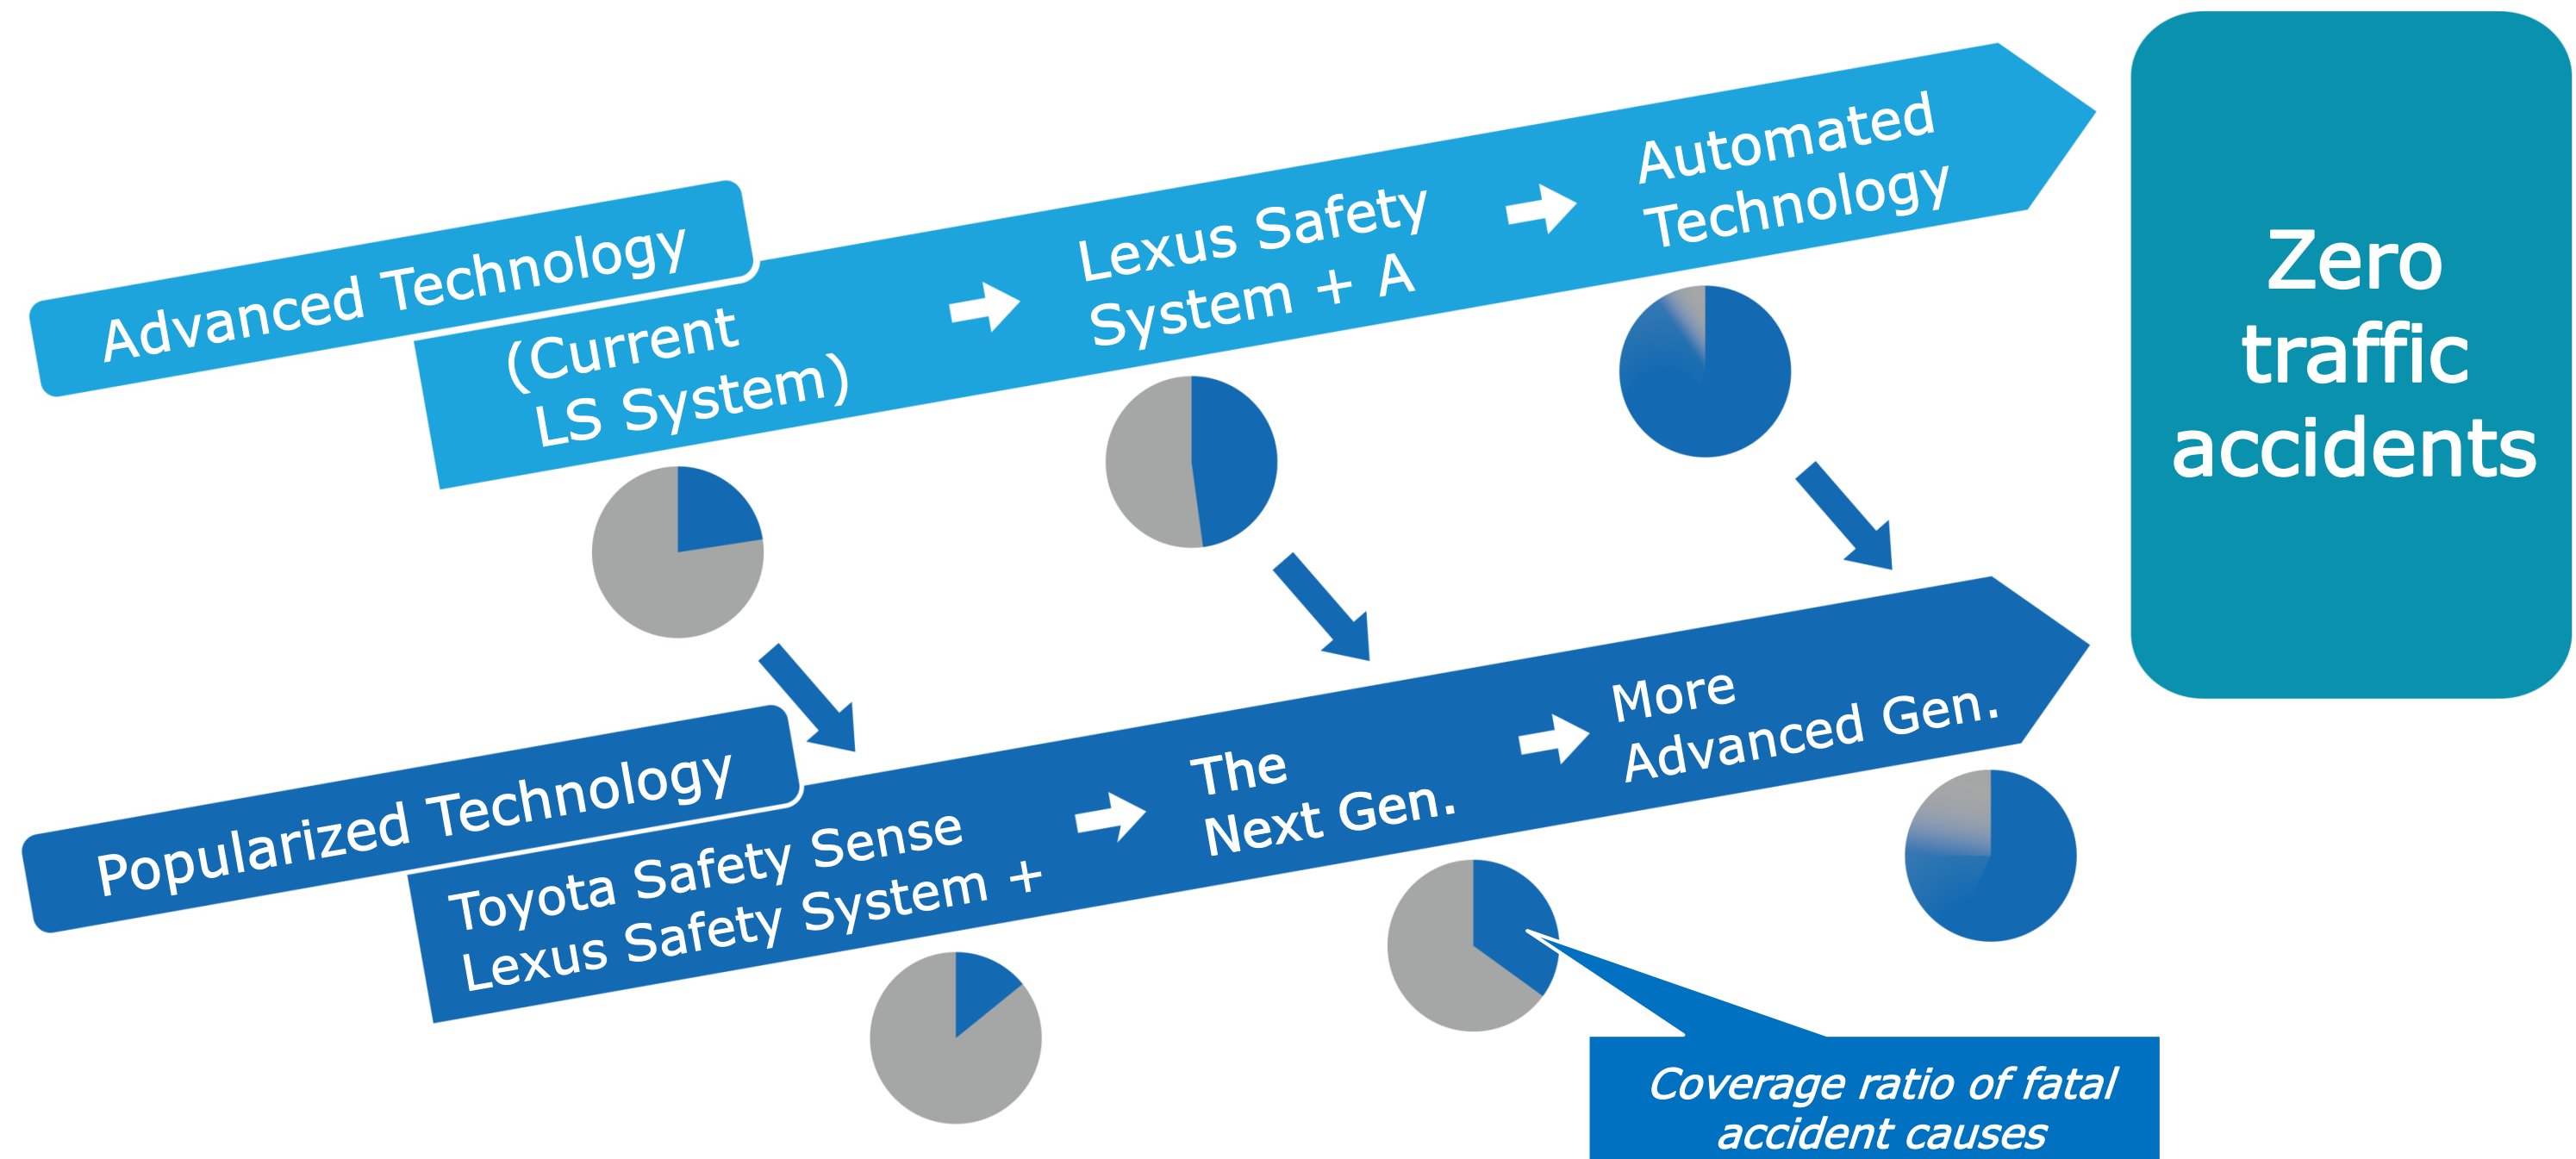 Advanced Technology
(Current
LS System)
Lexus Safety
System + A
Automated
Technology
Zero
traffic
accidents
Popularized Technology
Toyota Safety Sense
Lexus Safety System +
The
Next Gen.
More
Advanced Gen.
Coverage ratio of fatal
accident causes